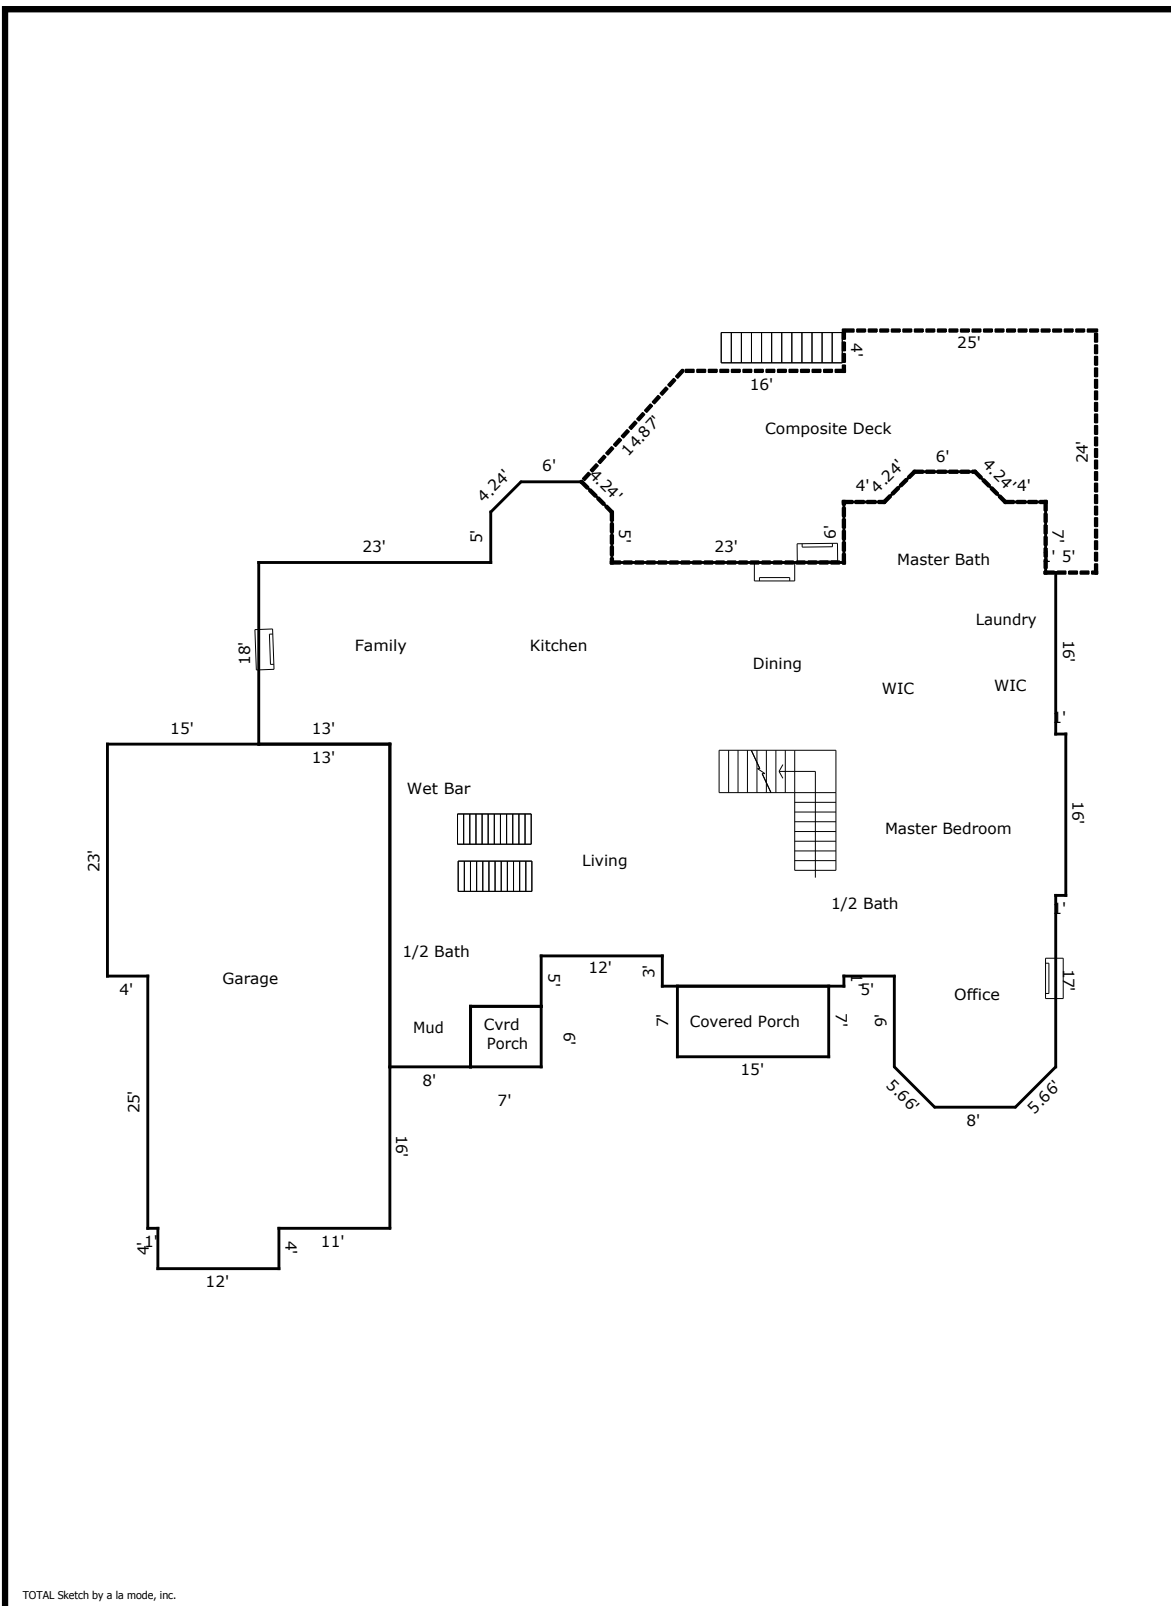 25'
4'
16'
14.87'
Composite Deck
24'
6'
4.24'
4.24'
5'
6'
4.24'
4.24'
4'
4'
5'
23'
23'
6'
7'
5'
Master Bath
Laundry
18'
Family
Kitchen
Dining
16'
WIC
WIC
1'
15'
13'
13'
Wet Bar
16'
Master Bedroom
23'
Living
1/2 Bath
1'
1/2 Bath
12'
3'
5'
1'
5'
17'
4'
Garage
Office
Mud
Cvrd
Porch
6'
7'
Covered Porch
7'
9'
15'
8'
7'
5.66'
5.66'
8'
25'
16'
4'
1'
4'
11'
12'
TOTAL Sketch by a la mode, inc.